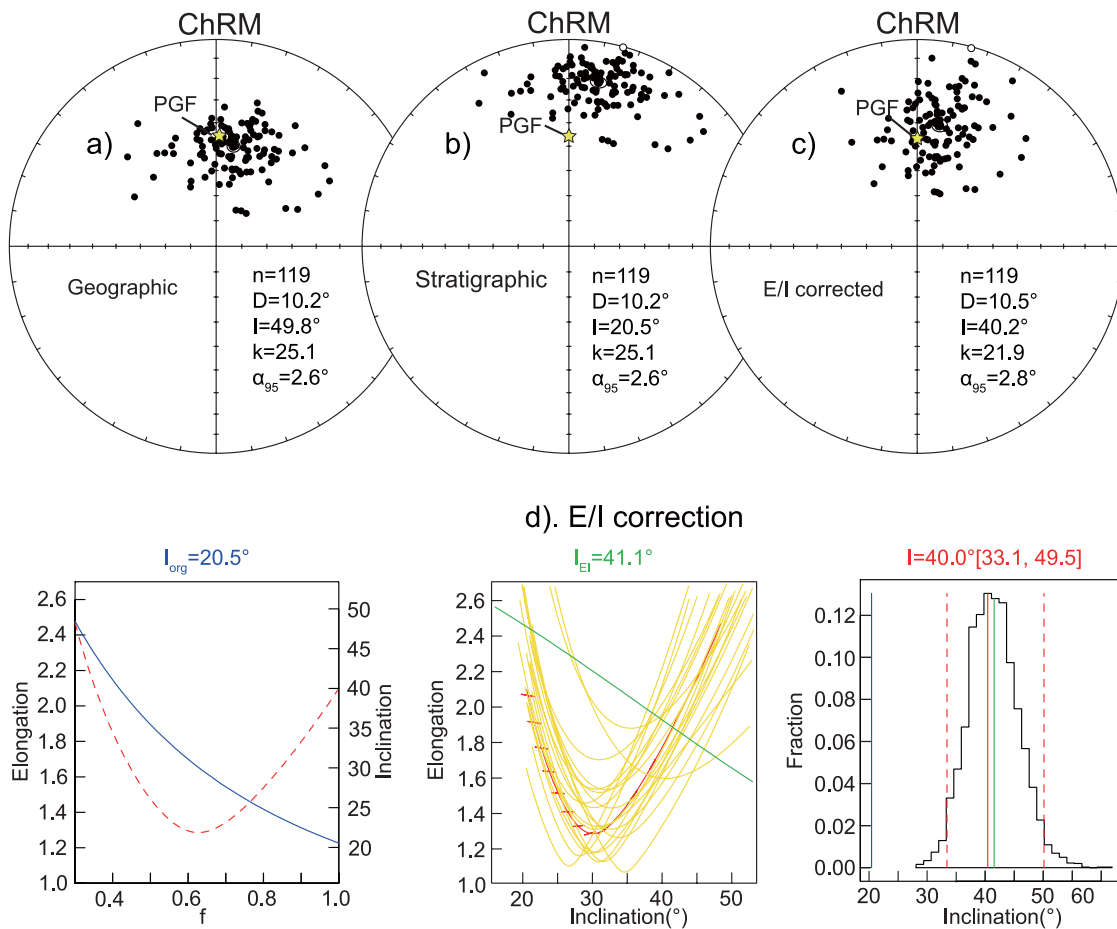 ChRM
PGF
a)
Geographic
n=119
D=10.2°
I=49.8°
k=25.1
α95=2.6°
ChRM
PGF
b)
Stratigraphic
n=119
D=10.2°
I=20.5°
k=25.1
α95=2.6°
ChRM
PGF
c)
E/I corrected
n=119
D=10.5°
I=40.2°
k=21.9
α95=2.8°
d). E/I correction
Iorg=20.5°
Elongation
2.6
2.4
2.2
2.0
1.8
1.6
1.4
1.2
1.0
0.4
0.6
0.8
1.0
f
50
45
40
35
30
25
20
Inclination
IEI=41.1°
Elongation
2.6
2.4
2.2
2.0
1.8
1.6
1.4
1.2
1.0
20
30
40
50
Inclination(°)
I=40.0°[33.1, 49.5]
Fraction
0.12
0.10
0.08
0.06
0.04
0.02
0.00
20
30
40
50
60
Inclination(°)